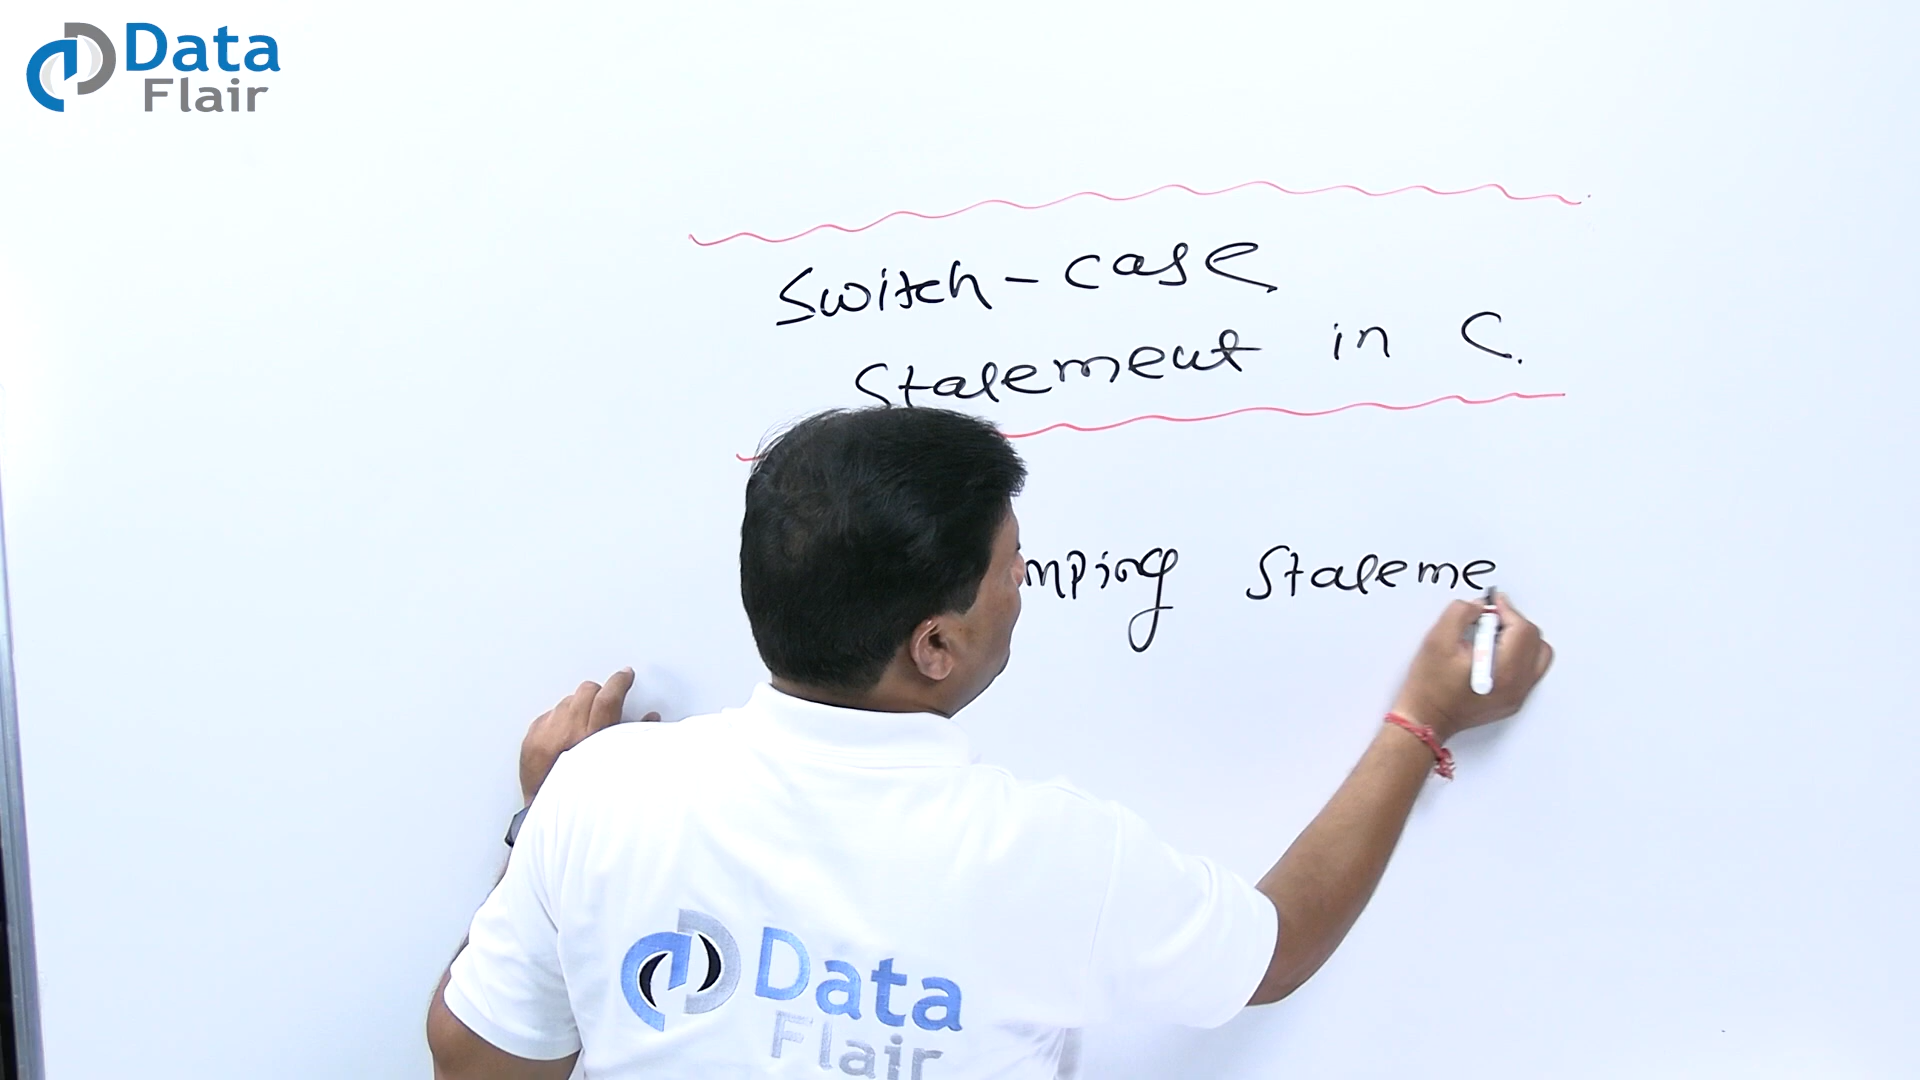 Data
Flair
Switch-case
Statement in C.
mping Stateme
Data
Flair